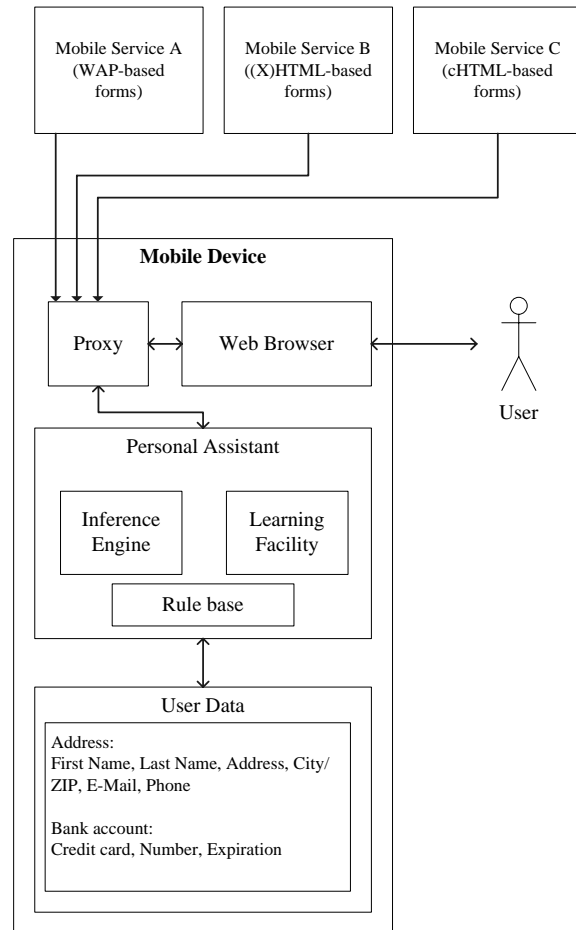 Mobile Service A
(WAP-based
forms)
Mobile Service B
((X)HTML-based
forms)
Mobile Service C
(cHTML-based
forms)
Mobile Device
Proxy
Web Browser
User
Personal Assistant
Inference
Engine
Learning
Facility
Rule base
User Data
Address:
First Name, Last Name, Address, City/
ZIP, E-Mail, Phone
Bank account:
Credit card, Number, Expiration